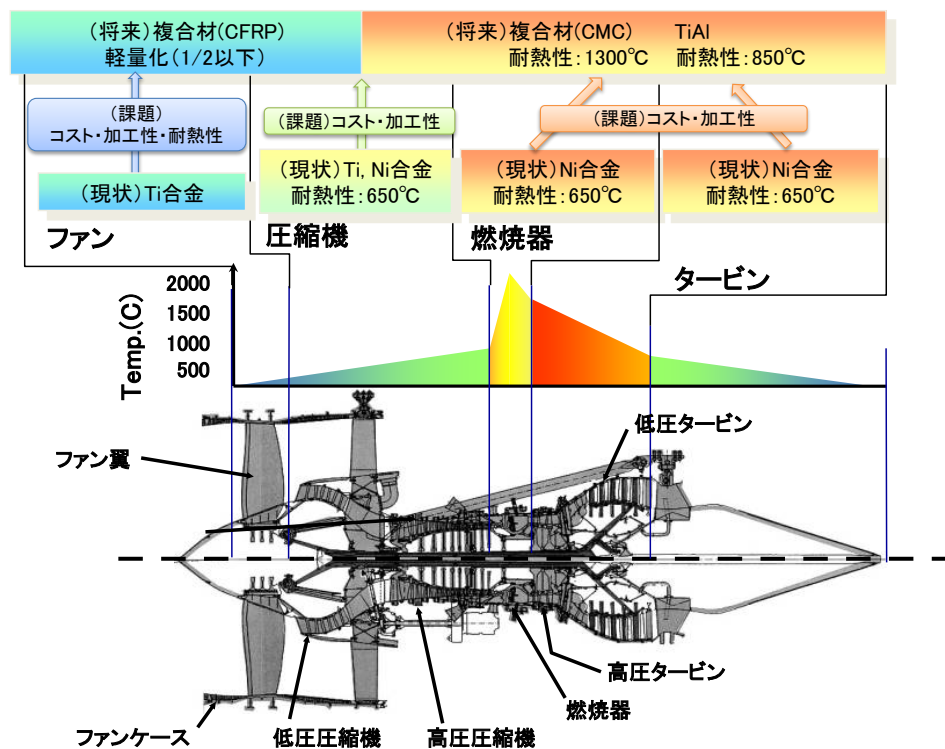 (将来)複合材(CFRP)
軽量化(1/2以下)
(将来)複合材(CMC) TiAl
耐熱性:1300℃ 耐熱性:850℃
(課題)
コスト・加工性・耐熱性
(課題)コスト・加工性
(課題)コスト・加工性
(現状)Ti合金
(現状)Ti, Ni合金
耐熱性:650℃
(現状)Ni合金
耐熱性:650℃
(現状)Ni合金
耐熱性:650℃
ファン
圧縮機
燃焼器
タービン
Temp.(C)
2000
1500
1000
500
低圧タービン
ファン翼
高圧タービン
燃焼器
ファンケース
低圧圧縮機
高圧圧縮機